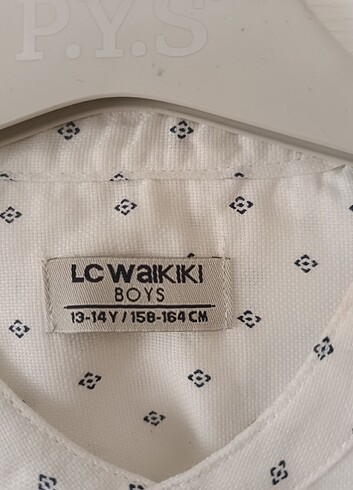 P.Y.S
LC WAIKIKI
BOYS
13-14 Y / 158-164 CM